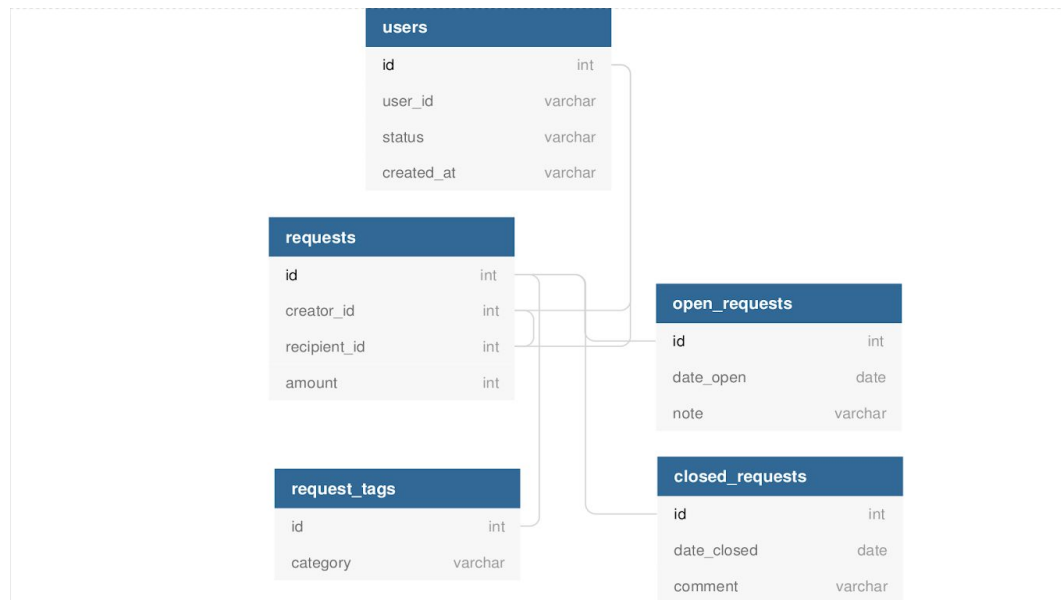 users
id int
user_id varchar
status varchar
created_at varchar
requests
id int
creator_id int
recipient_id int
amount int
open_requests
id int
date_open date
note varchar
request_tags
id int
category varchar
closed_requests
id int
date_closed date
comment varchar